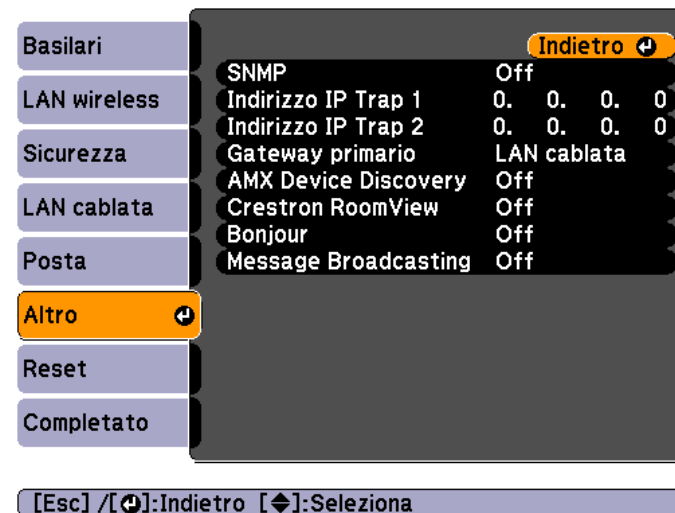 Basilari
LAN wireless
Sicurezza
LAN cablata
Posta
Altro
Reset
Completato
Indietro
SNMP Off
Indirizzo IP Trap 1 0. 0. 0. 0
Indirizzo IP Trap 2 0. 0. 0. 0
Gateway primario LAN cablata
AMX Device Discovery Off
Crestron RoomView Off
Bonjour Off
Message Broadcasting Off
[Esc] /[⏎]:Indietro [◆]:Seleziona